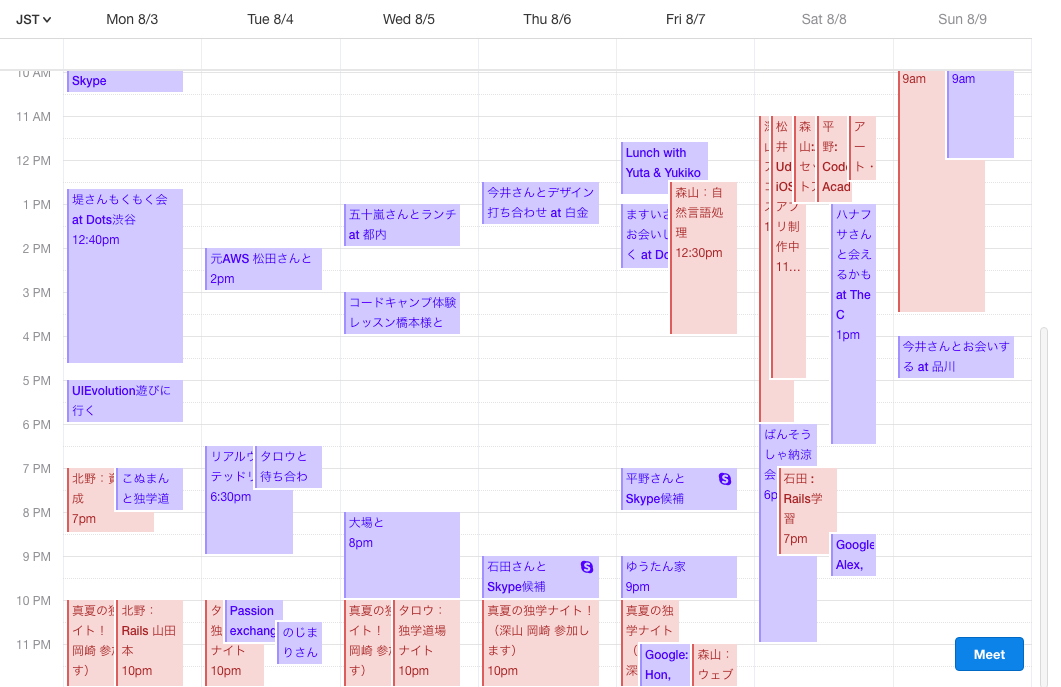 JST
Mon 8/3
Tue 8/4
Wed 8/5
Thu 8/6
Fri 8/7
Sat 8/8
Sun 8/9
10 AM
11 AM
12 PM
1 PM
2 PM
3 PM
4 PM
5 PM
6 PM
7 PM
8 PM
9 PM
10 PM
11 PM
Skype
堤さんもくもく会
at Dots渋谷
12:40pm
UIEvolution遊びに
行く
北野：
成
7pm
こぬまん
と独学道
真夏の独
イト！
岡崎 参
す）
北野：
Rails 山田
本
10pm
元AWS 松田さんと
2pm
リアルウ
テッドリ
6:30pm
タロウと
待ち合わ
タ
独
ナイト
10pm
Passion
exchang
のじま
りさん
五十嵐さんとランチ
at 都内
コードキャンプ体験
レッスン橋本様と
大場と
8pm
真夏の独
イト！
岡崎 参
す）
タロウ：
独学道場
ナイト
10pm
今井さんとデザイン
打ち合わせ at 白金
石田さんと
Skype候補
真夏の独学ナイト！
（深山 岡崎 参加し
ます）
10pm
Lunch with
Yuta & Yukiko
ますいさ
お会いし
く at Do
森山：自
然言語処
理
12:30pm
平野さんと
Skype候補
ゆうたん家
9pm
真夏の独
学ナイト
（
深
Google:
Hon,
森山：
ウェブ
松
井
Ud
iOS
アプ
リ制
作中
11...
森
山:
セッ
ト
平
野:
Code
Acad
アー
ト・
ハナフ
サさん
と会え
るかも
at The
C
1pm
ばんそう
しゃ納涼
会
6p
石田：
Rails学
習
7pm
Google
Alex,
9am
9am
今井さんとお会いす
る at 品川
Meet